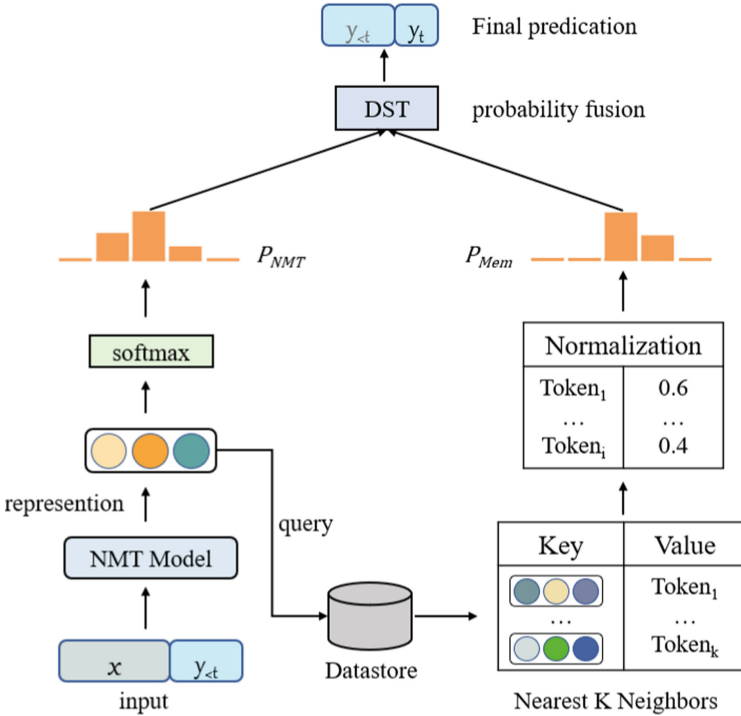 y<t yt Final predication
DST probability fusion
PNMT PMem
softmax
Normalization
Token1 0.6
... ...
Tokeni 0.4
represention
query
NMT Model
Key Value
Token1
... ...
Tokenk
x y<t
input
Datastore
Nearest K Neighbors